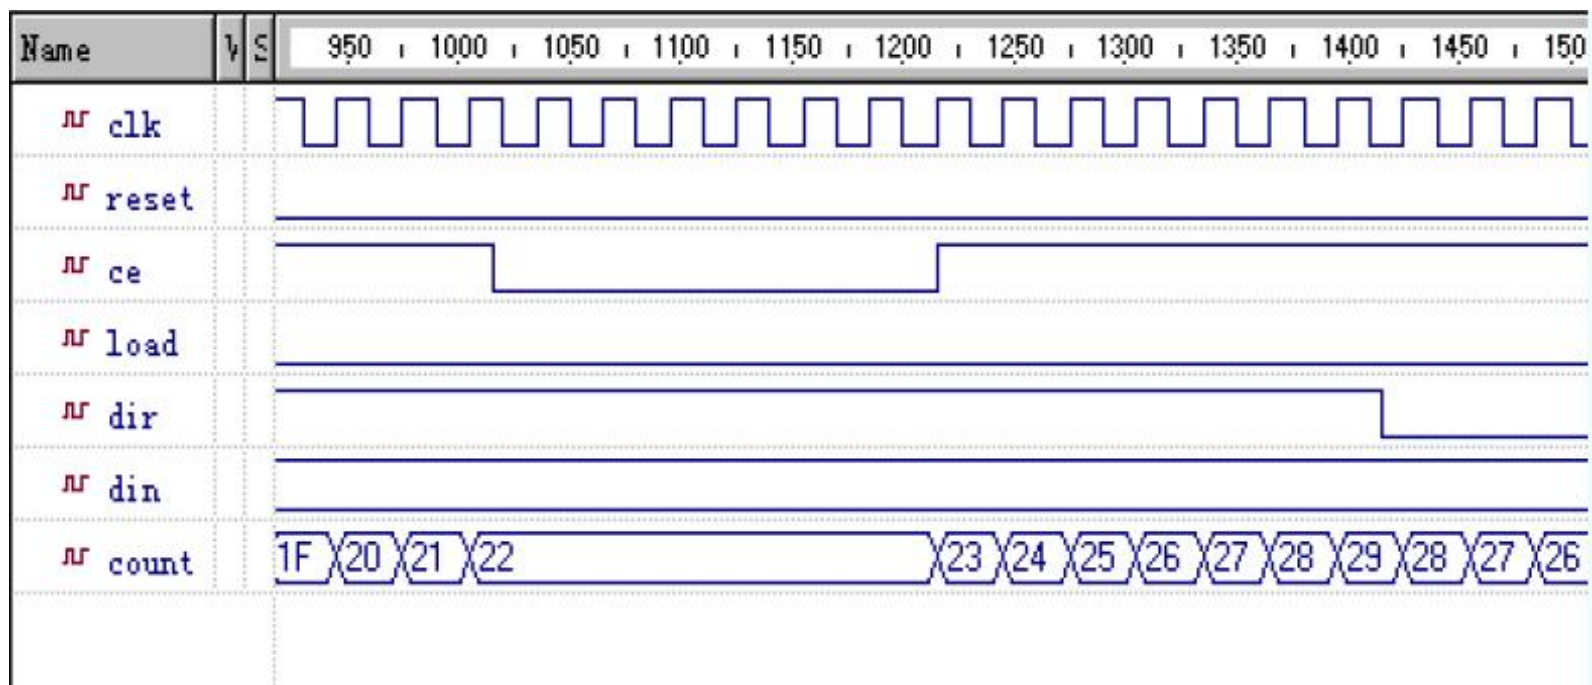 Name V S 950 1000 1050 1100 1150 1200 1250 1300 1350 1400 1450 150
clk
reset
ce
load
dir
din
count 1F 20 21 22 23 24 25 26 27 28 29 28 27 26